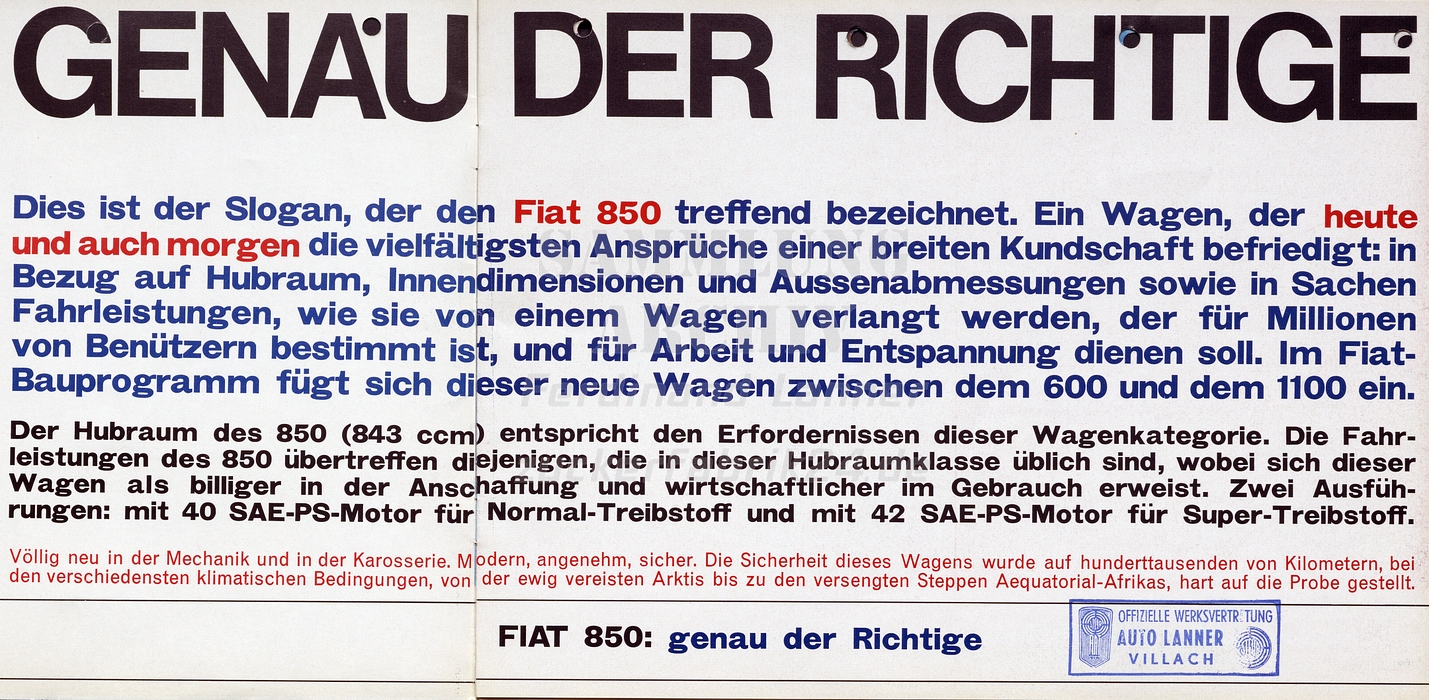 GENAU DER RICHTIGE
Dies ist der Slogan, der den Fiat 850 treffend bezeichnet. Ein Wagen, der heute
und auch morgen die vielfältigsten Ansprüche einer breiten Kundschaft befriedigt: in
Bezug auf Hubraum, Innendimensionen und Aussenabmessungen sowie in Sachen
Fahrleistungen, wie sie von einem Wagen verlangt werden, der für Millionen
von Benützern bestimmt ist, und für Arbeit und Entspannung dienen soll. Im Fiat-
Bauprogramm fügt sich dieser neue Wagen zwischen dem 600 und dem 1100 ein.
SAMMLUNG
ARCHIV
Ferdinand Lanner
zuckerfabrik24.de
Der Hubraum des 850 (843 ccm) entspricht den Erfordernissen dieser Wagenkategorie. Die Fahr-
leistungen des 850 übertreffen diejenigen, die in dieser Hubraumklasse üblich sind, wobei sich dieser
Wagen als billiger in der Anschaffung und wirtschaftlicher im Gebrauch erweist. Zwei Ausfüh-
rungen: mit 40 SAE-PS-Motor für Normal-Treibstoff und mit 42 SAE-PS-Motor für Super-Treibstoff.
Völlig neu in der Mechanik und in der Karosserie. Modern, angenehm, sicher. Die Sicherheit dieses Wagens wurde auf hunderttausenden von Kilometern, bei
den verschiedensten klimatischen Bedingungen, von der ewig vereisten Arktis bis zu den versengten Steppen Aequatorial-Afrikas, hart auf die Probe gestellt.
FIAT 850: genau der Richtige
OFFIZIELLE WERKSVERTRETUNG
AUTO LANNER
VILLACH